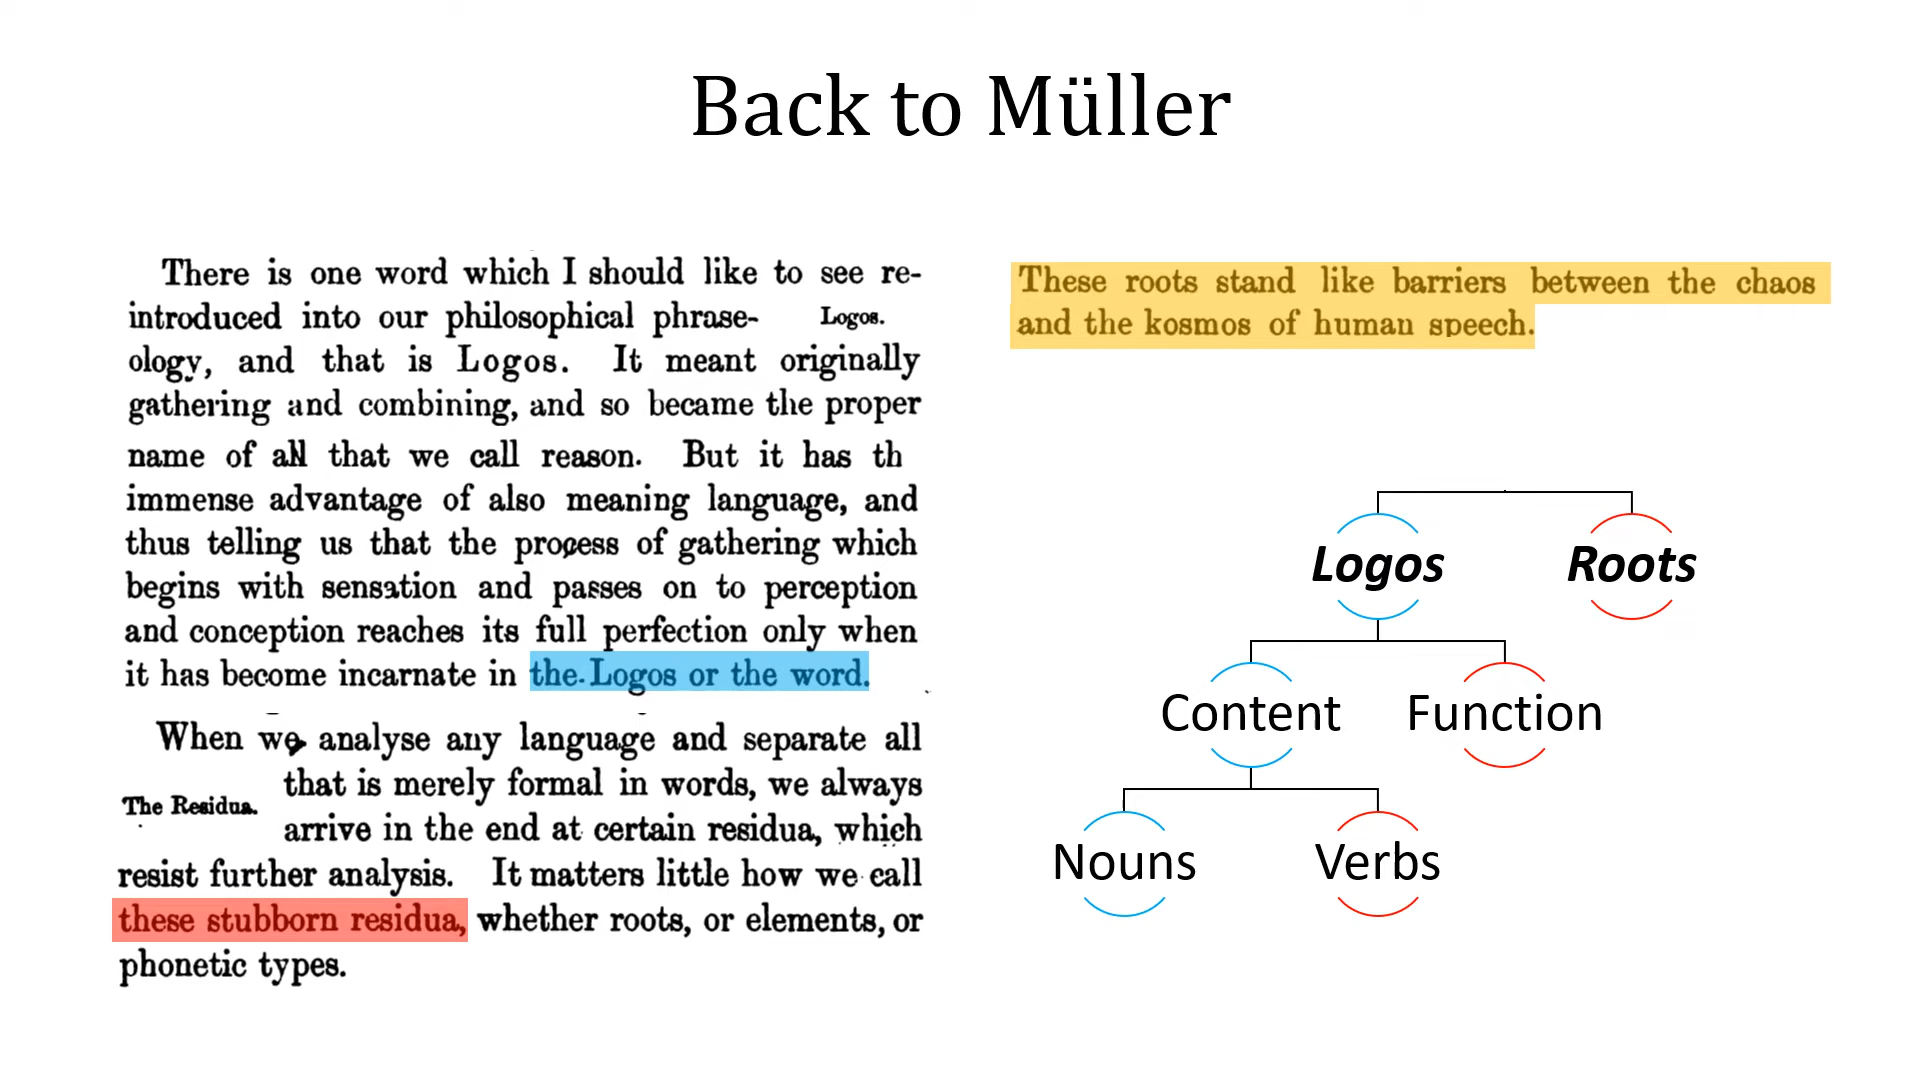 Back to Müller
There is one word which I should like to see re-
introduced into our philosophical phrase-
Logos.
ology, and that is Logos. It meant originally
gathering and combining, and so became the proper
name of all that we call reason. But it has th
immense advantage of also meaning language, and
thus telling us that the process of gathering which
begins with sensation and passes on to perception
and conception reaches its full perfection only when
it has become incarnate in the Logos or the word.
When we analyse any language and separate all
that is merely formal in words, we always
The Residua.
arrive in the end at certain residua, which
resist further analysis. It matters little how we call
these stubborn residua, whether roots, or elements, or
phonetic types.
These roots stand like barriers between the chaos
and the kosmos of human speech.
Logos
Roots
Content
Function
Nouns
Verbs